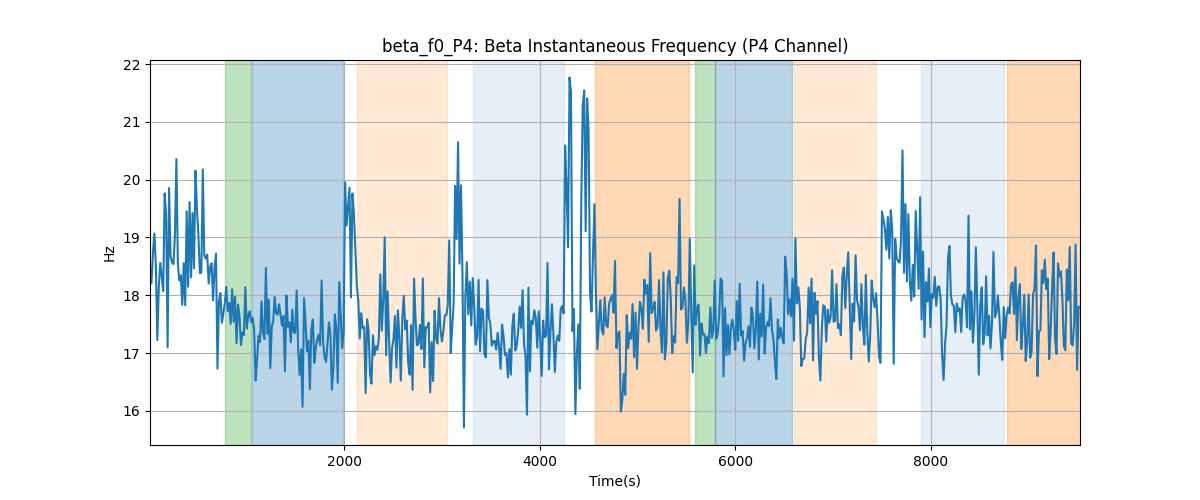 beta_f0_P4: Beta Instantaneous Frequency (P4 Channel)
22
21
20
19
18
17
16
Hz
2000 4000 6000 8000
Time(s)